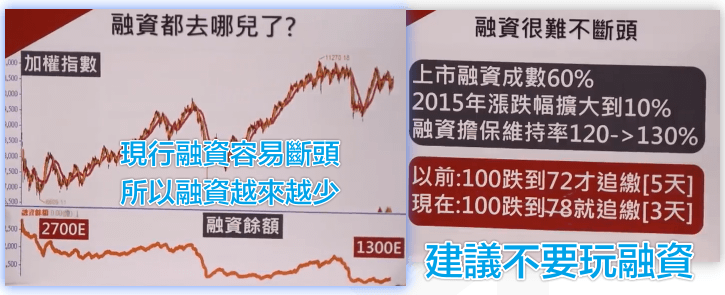 融資都去哪兒了?
加權指數
11270.18
現行融資容易斷頭
所以融資越來越少
融資餘額
2700E
1300E
融資很難不斷頭
上市融資成數60%
2015年漲跌幅擴大到10%
融資擔保維持率120->130%
以前:100跌到72才追繳[5天]
現在:100跌到78就追繳[3天]
建議不要玩融資